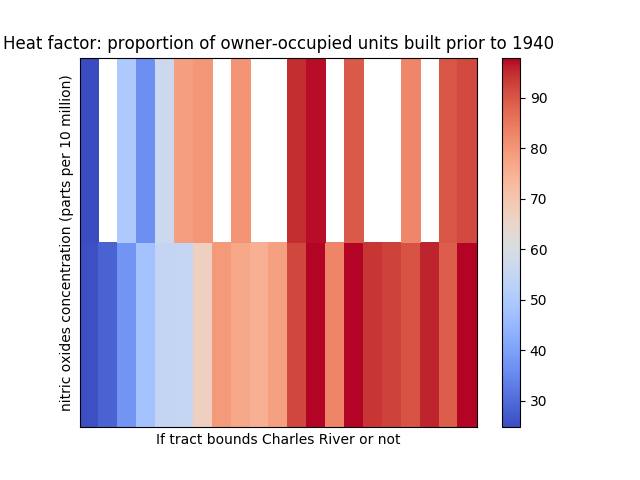 Heat factor: proportion of owner-occupied units built prior to 1940
nitric oxides concentration (parts per 10 million)
If tract bounds Charles River or not
90
80
70
60
50
40
30